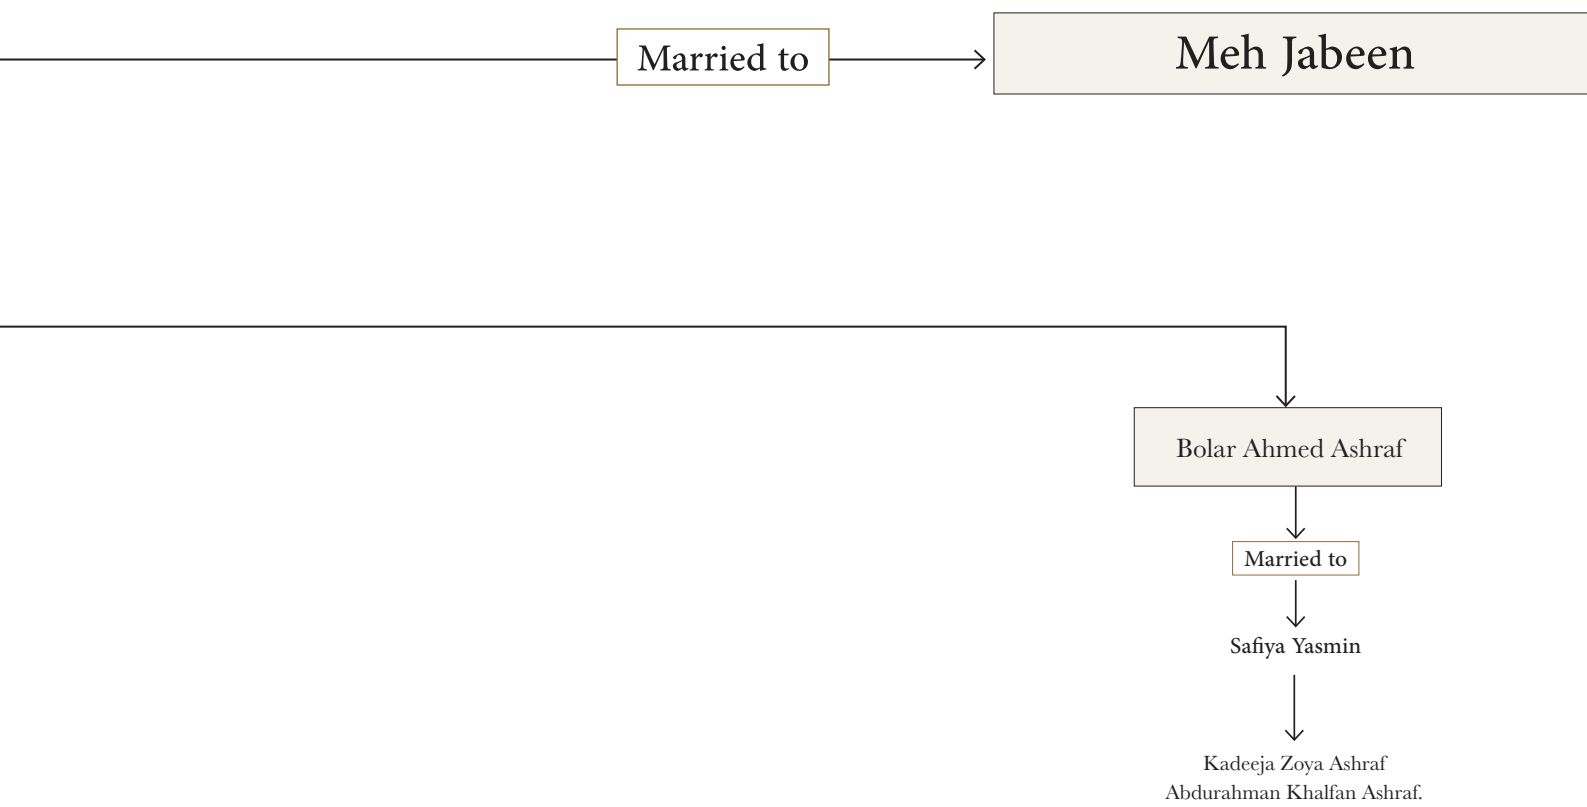 Married to
Meh Jabeen
Bolar Ahmed Ashraf
Married to
Safiya Yasmin
Kadeeja Zoya Ashraf
Abdurahman Khalfan Ashraf.